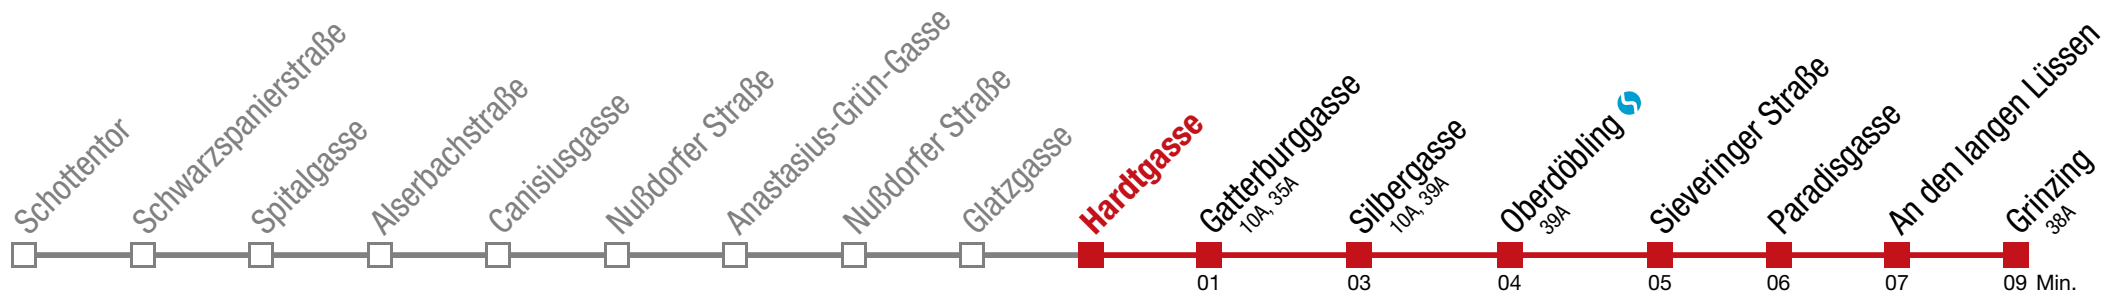 Schottentor
Schwarzspanierstraße
Spitalgasse
Alserbachstraße
Canisiusgasse
Nußdorfer Straße
Anastasius-Grün-Gasse
Nußdorfer Straße
Glatzgasse
Hardtgasse
Gatterburggasse
10A, 35A
Silbergasse
10A, 39A
Oberdöbling
39A
Sieveringer Straße
Paradisgasse
An den langen Lüssen
Grinzing
38A
01 03 04 05 06 07 09 Min.